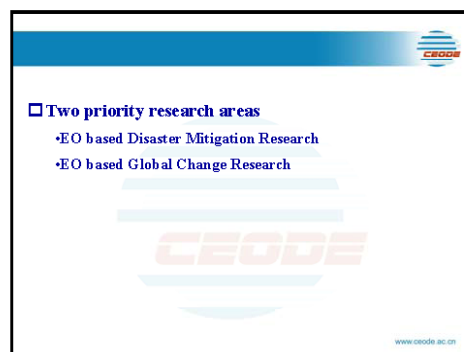 CEODE
Two priority research areas
•EO based Disaster Mitigation Research
•EO based Global Change Research
CEODE
www.ceode.ac.cn